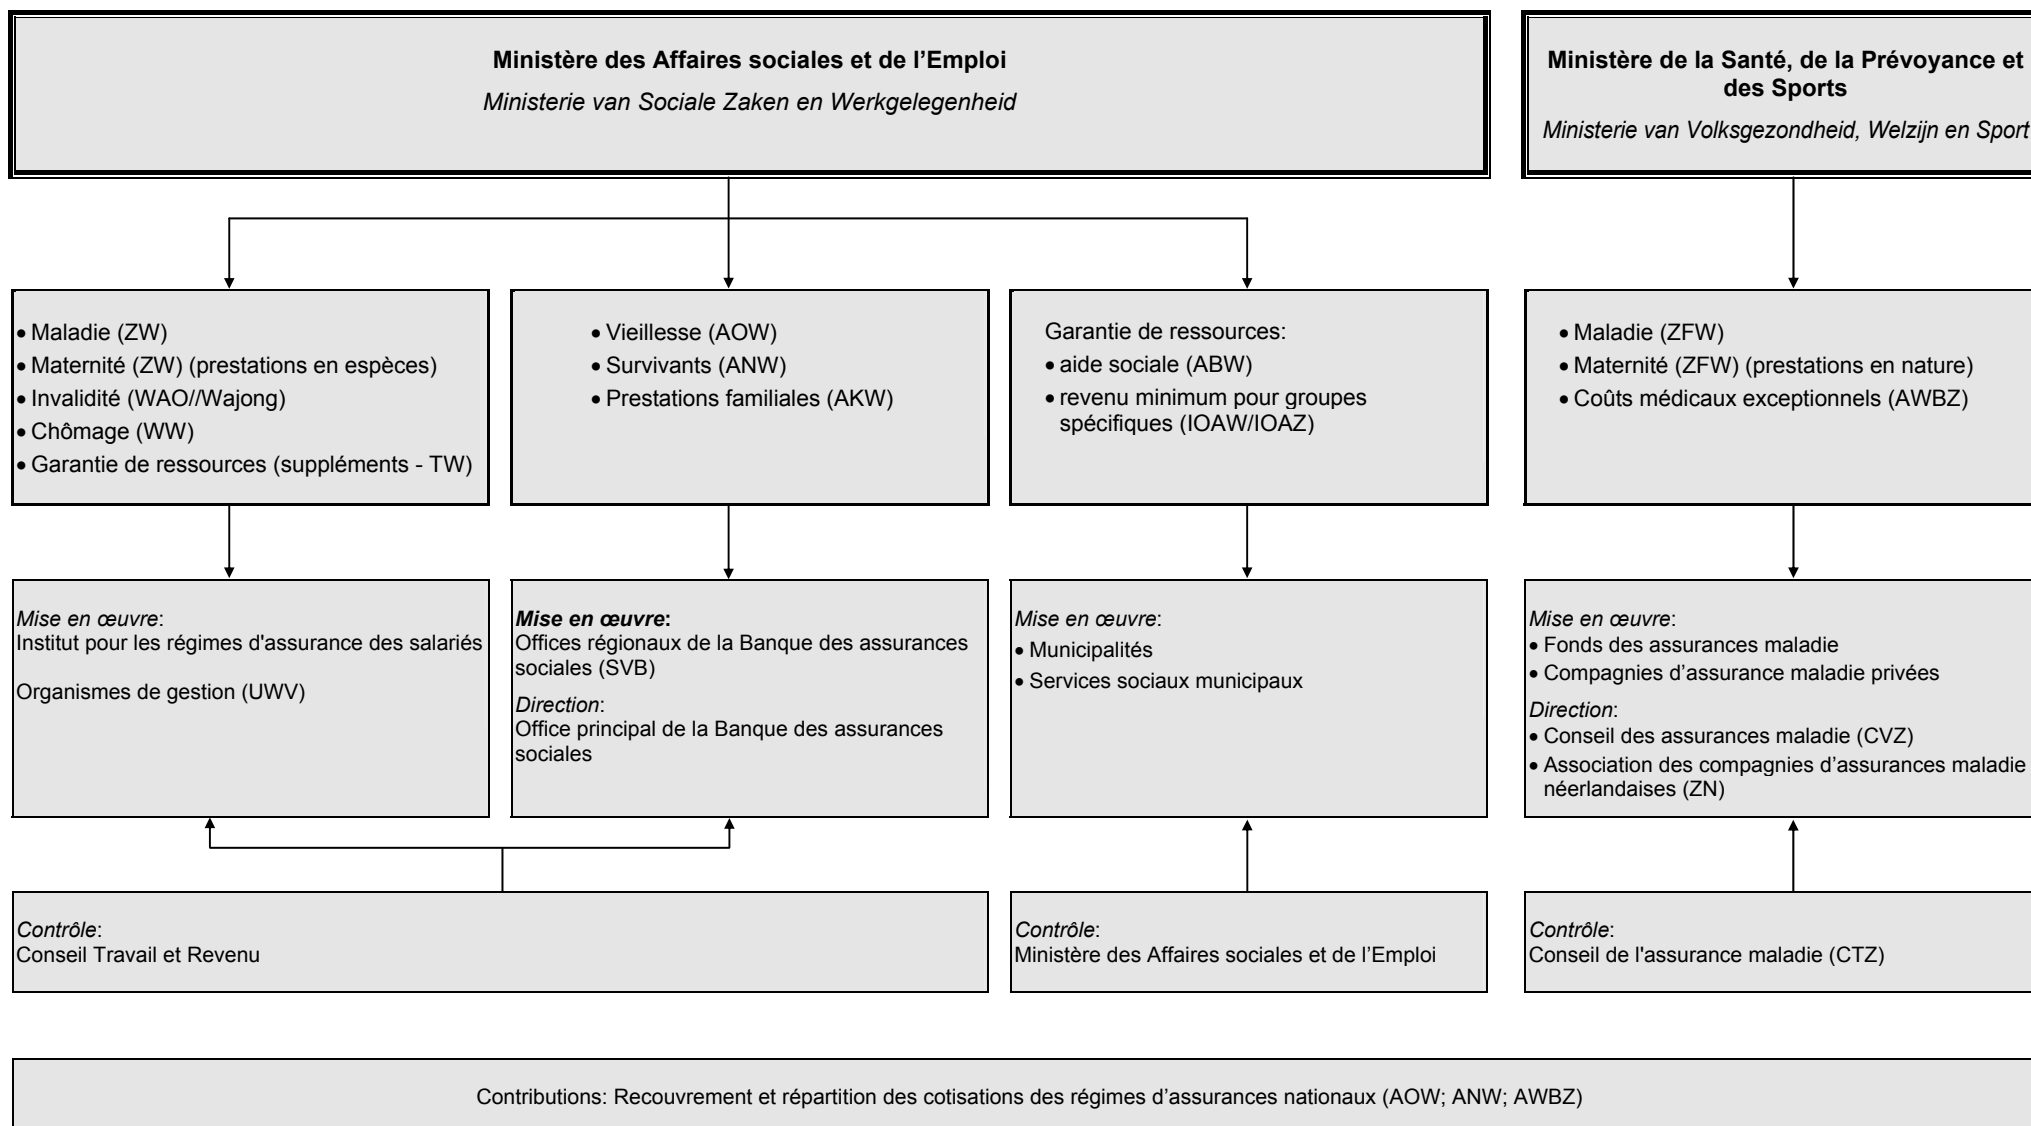 Ministère des Affaires sociales et de l’Emploi
Ministerie van Sociale Zaken en Werkgelegenheid
Ministère de la Santé, de la Prévoyance et
des Sports
Ministerie van Volksgezondheid, Welzijn en Sport
• Maladie (ZW)
• Maternité (ZW) (prestations en espèces)
• Invalidité (WAO//Wajong)
• Chômage (WW)
• Garantie de ressources (suppléments - TW)
• Vieillesse (AOW)
• Survivants (ANW)
• Prestations familiales (AKW)
Garantie de ressources:
• aide sociale (ABW)
• revenu minimum pour groupes
spécifiques (IOAW/IOAZ)
• Maladie (ZFW)
• Maternité (ZFW) (prestations en nature)
• Coûts médicaux exceptionnels (AWBZ)
Mise en œuvre:
Institut pour les régimes d'assurance des salariés
Organismes de gestion (UWV)
Mise en œuvre:
Offices régionaux de la Banque des assurances
sociales (SVB)
Direction:
Office principal de la Banque des assurances
sociales
Mise en œuvre:
• Municipalités
• Services sociaux municipaux
Mise en œuvre:
• Fonds des assurances maladie
• Compagnies d’assurance maladie privées
Direction:
• Conseil des assurances maladie (CVZ)
• Association des compagnies d’assurances maladie
néerlandaises (ZN)
Contrôle:
Conseil Travail et Revenu
Contrôle:
Ministère des Affaires sociales et de l’Emploi
Contrôle:
Conseil de l'assurance maladie (CTZ)
Contributions: Recouvrement et répartition des cotisations des régimes d’assurances nationaux (AOW; ANW; AWBZ)